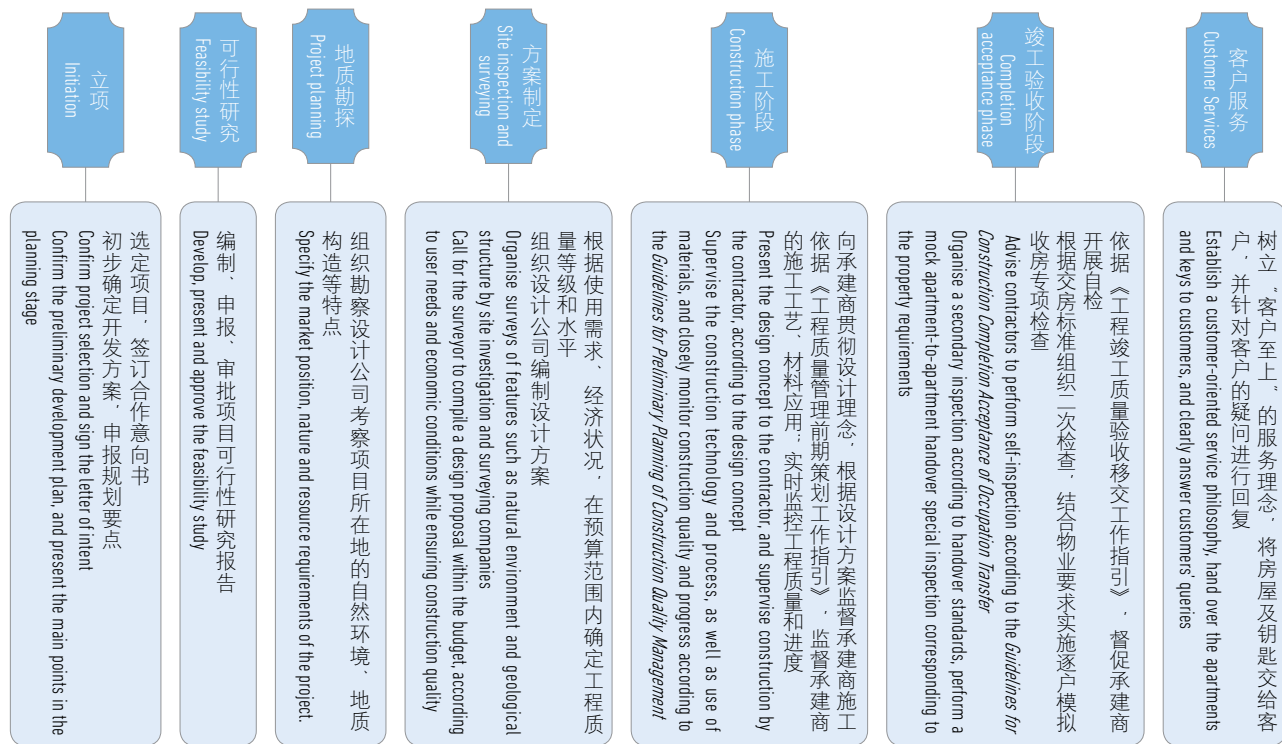 客户服务
Customer Services
树立“客户至上”的服务理念，将房屋及钥匙交给客
户，并针对客户的疑问进行回复
Establish a customer-oriented service philosophy, hand over the apartments
and keys to customers, and clearly answer customers' queries
竣工验收阶段
Completion
acceptance phase
依据《工程竣工质量验收移交工作指引》，督促承建商
开展自检
根据交房标准组织二次检查，结合物业要求实施逐户模拟
收房专项检查
Advise contractors to perform self-inspection according to the Guidelines for
Construction Completion Acceptance of Occupation Transfer
Organise a secondary inspection according to handover standards, perform a
mock apartment-to-apartment handover special inspection corresponding to
the property requirements
施工阶段
Construction phase
向承建商贯彻设计理念，根据设计方案监督承建商施工
依据《工程质量管理前期策划工作指引》，监督承建商
的施工工艺、材料应用；实时监控工程质量和进度
Present the design concept to the contractor, and supervise construction by
the contractor, according to the design concept
Supervise the construction technology and process, as well as use of
materials, and closely monitor construction quality and progress according to
the Guidelines for Preliminary Planning of Construction Quality Management
方案制定
Site inspection and
surveying
根据使用需求、经济状况，在预算范围内确定工程质
量等级和水平
组织设计公司编制设计方案
Organise surveys of features such as natural environment and geological
structure by site investigation and surveying companies
Call for the surveyor to compile a design proposal within the budget, according
to user needs and economic conditions while ensuring construction quality
地质勘探
Project planning
组织勘察设计公司考察项目所在地的自然环境、地质
构造等特点
Specify the market position, nature and resource requirements of the project.
可行性研究
Feasibility study
编制、申报、审批项目可行性研究报告
Develop, present and approve the feasibility study
立项
Initiation
选定项目，签订合作意向书
初步确定开发方案，申报规划要点
Confirm project selection and sign the letter of intent
Confirm the preliminary development plan, and present the main points in the
planning stage